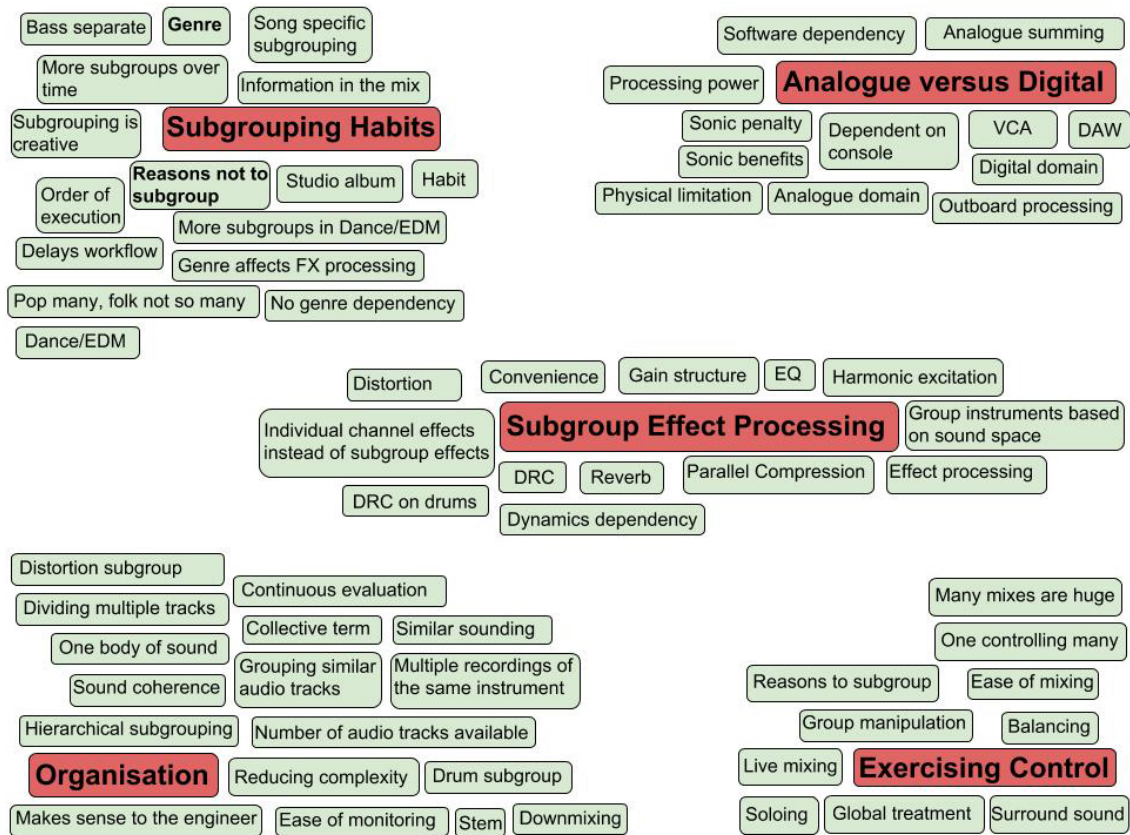 Bass separate
Genre
Song specific
subgrouping
More subgroups over
time
Information in the mix
Subgrouping is
creative
Subgrouping Habits
Order of
execution
Reasons not to
subgroup
Studio album
Habit
More subgroups in Dance/EDM
Delays workflow
Genre affects FX processing
Pop many, folk not so many
No genre dependency
Dance/EDM
Software dependency
Analogue summing
Processing power
Analogue versus Digital
Sonic penalty
Dependent on
console
VCA
DAW
Sonic benefits
Digital domain
Physical limitation
Analogue domain
Outboard processing
Distortion
Convenience
Gain structure
EQ
Harmonic excitation
Individual channel effects
instead of subgroup effects
Subgroup Effect Processing
Group instruments based
on sound space
DRC
Reverb
Parallel Compression
Effect processing
DRC on drums
Dynamics dependency
Distortion subgroup
Continuous evaluation
Dividing multiple tracks
Collective term
Similar sounding
One body of sound
Grouping similar
audio tracks
Multiple recordings of
the same instrument
Sound coherence
Hierarchical subgrouping
Number of audio tracks available
Organisation
Reducing complexity
Drum subgroup
Makes sense to the engineer
Ease of monitoring
Stem
Downmixing
Many mixes are huge
One controlling many
Reasons to subgroup
Ease of mixing
Group manipulation
Balancing
Live mixing
Exercising Control
Soloing
Global treatment
Surround sound